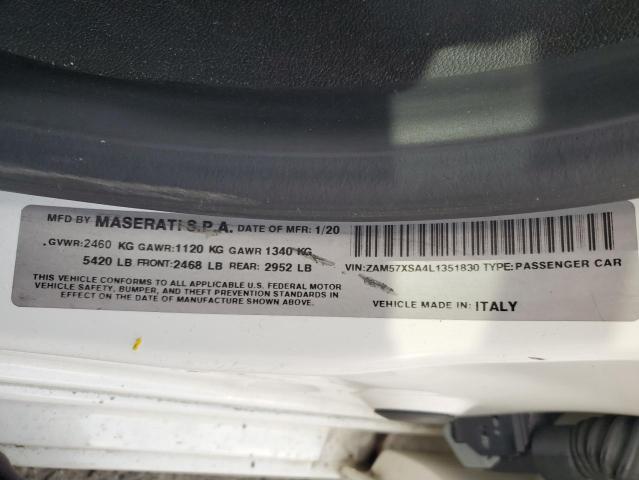 MFD BY MASERATI S.P.A. DATE OF MFR: 1/20
GVWR:2460 KG GAWR:1120 KG GAWR 1340 KG
5420 LB FRONT:2468 LB REAR: 2952 LB
THIS VEHICLE CONFORMS TO ALL APPLICABLE U.S. FEDERAL MOTOR
VEHICLE SAFETY, BUMPER, AND THEFT PREVENTION STANDARDS IN
EFFECT ON THE DATE OF MANUFACTURE SHOWN ABOVE.
VIN:ZAM57XSA4L1351830 TYPE:PASSENGER CAR
VEHICLE MADE IN: ITALY